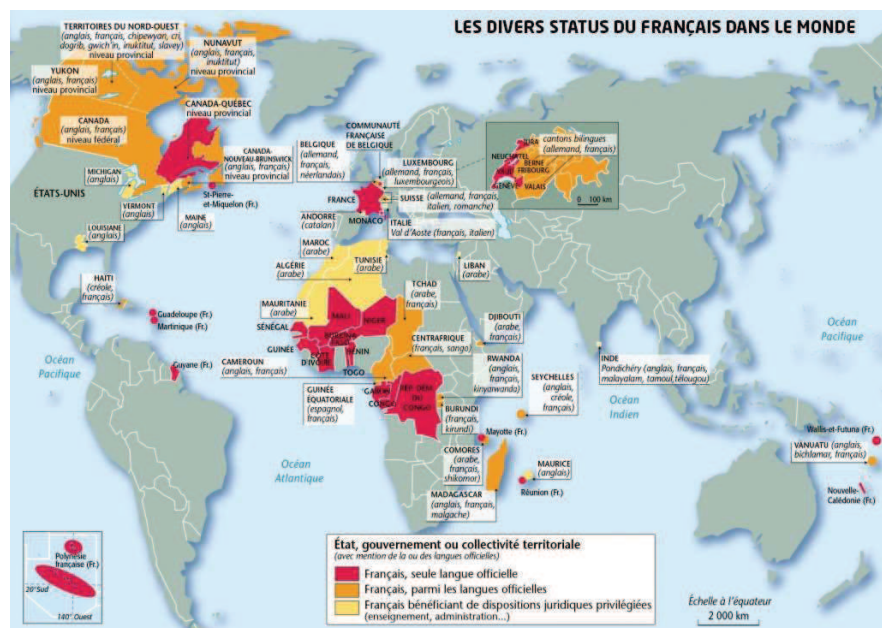 LES DIVERS STATUS DU FRANÇAIS DANS LE MONDE
TERRITOIRES DU NORD-OUEST
(anglais, français, chipewyan, cri,
dogrib, gwich'in, inuktitut, slavey)
niveau provincial
NUNAVUT
(anglais, français,
inuktitut)
niveau provincial
YUKON
(anglais, français)
niveau provincial
CANADA-QUÉBEC
niveau provincial
CANADA
(anglais, français)
niveau fédéral
CANADA-
NOUVEAU-BRUNSWICK
(anglais, français)
niveau provincial
MICHIGAN
(anglais)
ÉTATS-UNIS
VERMONT
(anglais)
MAINE
(anglais)
St-Pierre-
et-Miquelon (Fr.)
LOUISIANE
(anglais)
HAITI
(créole,
français)
Guadeloupe (Fr.)
Martinique (Fr.)
Guyane (Fr.)
Océan
Pacifique
COMMUNAUTÉ
FRANÇAISE
DE BELGIQUE
BELGIQUE
(allemand,
français,
néerlandais)
LUXEMBOURG
(allemand, français,
luxembourgeois)
FRANCE
SUISSE (allemand, français,
italien, romanche)
ANDORRE
(catalan)
MONACO
ITALIE
Val d'Aoste (français, italien)
JURA
cantons bilingues
(allemand, français)
NEUCHATEL
BERNE
VAUD
FRIBOURG
GENÈVE
VALAIS
0 100 km
MAROC
(arabe)
ALGÉRIE
(arabe)
TUNISIE
(arabe)
LIBAN
(arabe)
MAURITANIE
(arabe)
TCHAD
(arabe,
français)
MALI
NIGER
SÉNÉGAL
GUINÉE
CÔTE
D'IVOIRE
BURKINA
FASO
BÉNIN
TOGO
DJIBOUTI
(arabe,
français)
CENTRAFRIQUE
(français, sango)
CAMEROUN
(anglais, français)
RWANDA
(anglais,
français,
kinyarwanda)
GUINÉE
ÉQUATORIALE
(espagnol,
français)
GABON
CONGO
RÉP. DÉM.
DU
CONGO
BURUNDI
(français,
kirundi)
SEYCHELLES
(anglais,
créole,
français)
Mayotte (Fr.)
COMORES
(arabe,
français,
shikomor)
MAURICE
(anglais)
Réunion (Fr.)
MADAGASCAR
(anglais, français,
malgache)
INDE
Pondichéry (anglais, français,
malayalam, tamoul, télougou)
Océan
Pacifique
Océan
Indien
Océan
Atlantique
Wallis-et-Futuna (Fr.)
VANUATU (anglais,
bichlamar, français)
Nouvelle-
Calédonie (Fr.)
Polynésie
française (Fr.)
20° Sud
140° Ouest
État, gouvernement ou collectivité territoriale
(avec mention de la ou des langues officielles)
Français, seule langue officielle
Français, parmi les langues officielles
Français bénéficiant de dispositions juridiques privilégiées
(enseignement, administration...)
Échelle à l'équateur
2 000 km